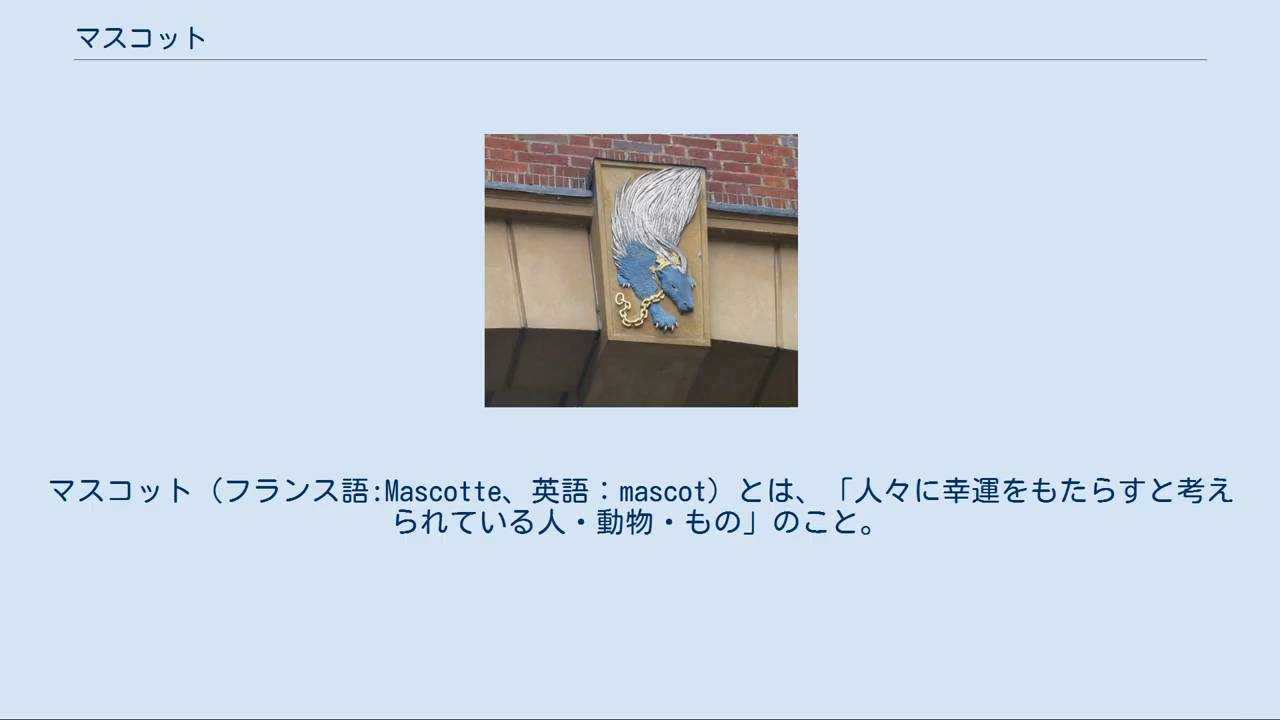 マスコット
マスコット（フランス語:Mascotte、英語：mascot）とは、「人々に幸運をもたらすと考え
られている人・動物・もの」のこと。